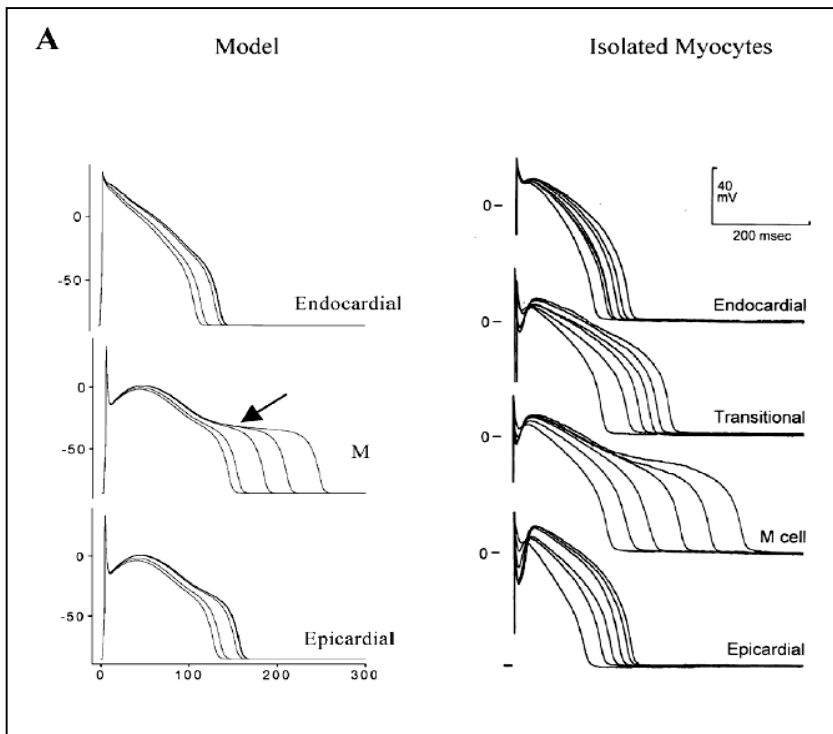 A
Model
Isolated Myocytes
0
-50
Endocardial
0
-50
M
0
-50
Epicardial
0 100 200 300
40
mV
200 msec
0
Endocardial
0
Transitional
0
M cell
0
Epicardial